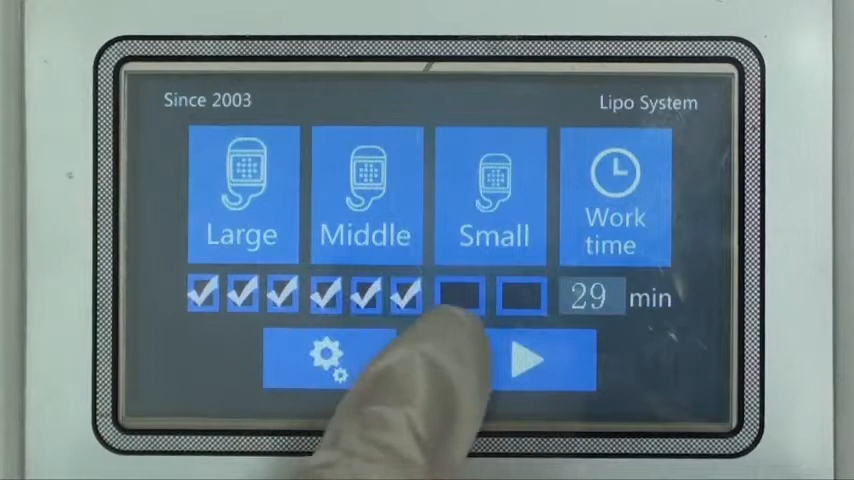 Since 2003
Lipo System
Large
Middle
Small
Work
time
29 min